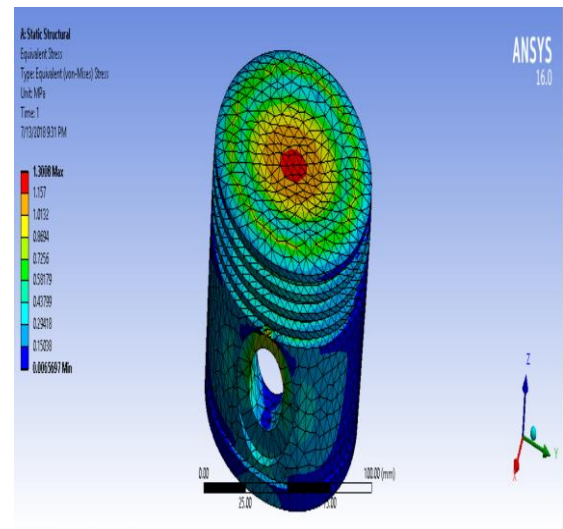 A: Static Structural
Equivalent Stress
Type: Equivalent (von-Mises) Stress
Unit: MPa
Time: 1
7/13/2018 9:31 PM
1.3008 Max
1.157
1.0132
0.8694
0.7256
0.58179
0.43799
0.29418
0.15038
0.0065697 Min
ANSYS
16.0
Z
Y
X
0.00
100.00 (mm)
25.00
75.00